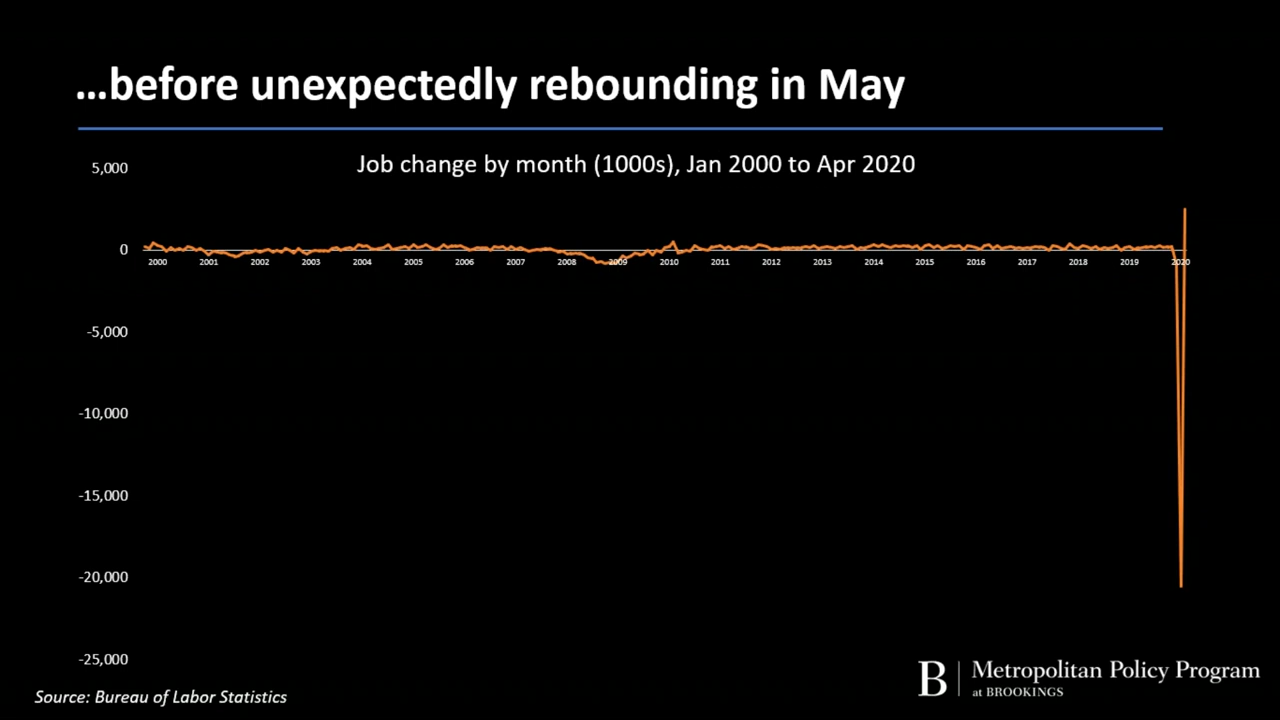 ...before unexpectedly rebounding in May
Job change by month (1000s), Jan 2000 to Apr 2020
5,000
0
2000 2001 2002 2003 2004 2005 2006 2007 2008 2009 2010 2011 2012 2013 2014 2015 2016 2017 2018 2019 2020
-5,000
-10,000
-15,000
-20,000
-25,000
B Metropolitan Policy Program
at BROOKINGS
Source: Bureau of Labor Statistics